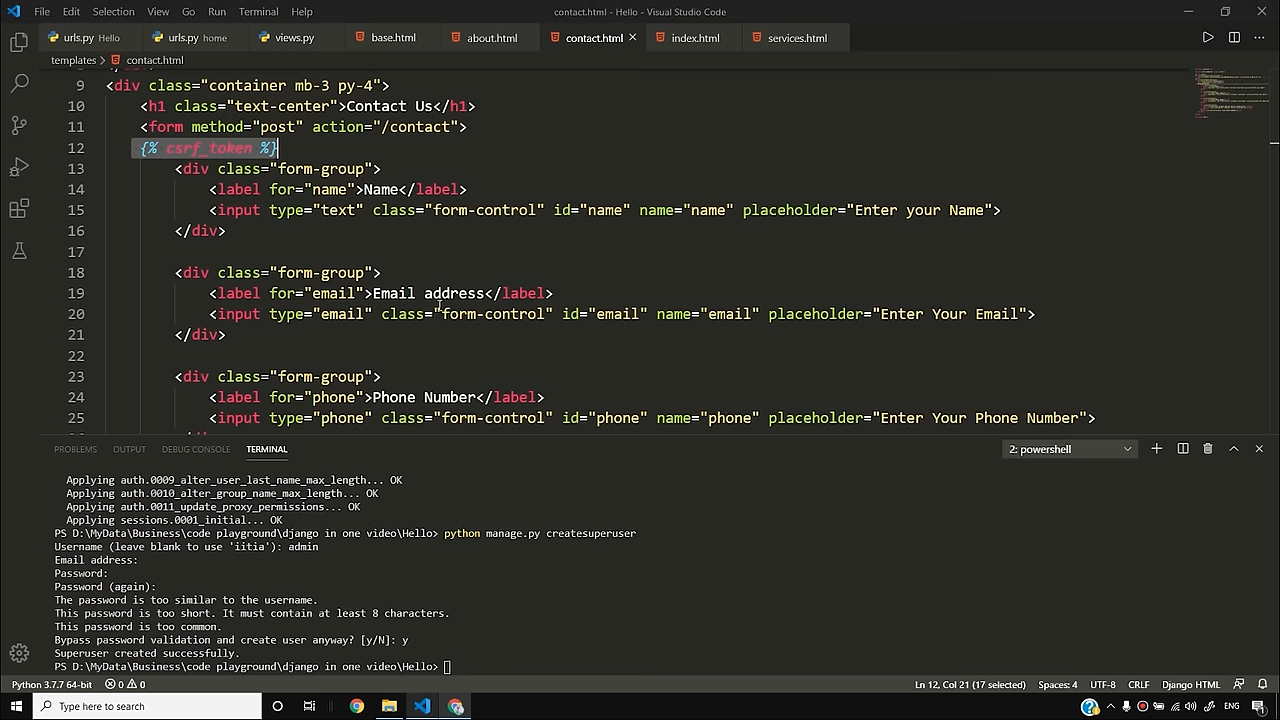 File Edit Selection View Go Run Terminal Help contact.html - Hello - Visual Studio Code
urls.py Hello urls.py home views.py base.html about.html contact.html index.html services.html
templates > contact.html
9 <div class="container mb-3 py-4">
10 <h1 class="text-center">Contact Us</h1>
11 <form method="post" action="/contact">
12 {% csrf_token %}
13 <div class="form-group">
14 <label for="name">Name</label>
15 <input type="text" class="form-control" id="name" name="name" placeholder="Enter your Name">
16 </div>
17
18 <div class="form-group">
19 <label for="email">Email address</label>
20 <input type="email" class="form-control" id="email" name="email" placeholder="Enter Your Email">
21 </div>
22
23 <div class="form-group">
24 <label for="phone">Phone Number</label>
25 <input type="phone" class="form-control" id="phone" name="phone" placeholder="Enter Your Phone Number">
PROBLEMS OUTPUT DEBUG CONSOLE TERMINAL 2: powershell
Applying auth.0009_alter_user_last_name_max_length... OK
Applying auth.0010_alter_group_name_max_length... OK
Applying auth.0011_update_proxy_permissions... OK
Applying sessions.0001_initial... OK
PS D:\MyData\Business\code playground\django in one video\Hello> python manage.py createsuperuser
Username (leave blank to use 'iitia'): admin
Email address:
Password:
Password (again):
The password is too similar to the username.
This password is too short. It must contain at least 8 characters.
This password is too common.
Bypass password validation and create user anyway? [y/N]: y
Superuser created successfully.
PS D:\MyData\Business\code playground\django in one video\Hello>
Python 3.7.7 64-bit 0 0 Ln 12, Col 21 (17 selected) Spaces: 4 UTF-8 CRLF Django HTML
Type here to search ENG